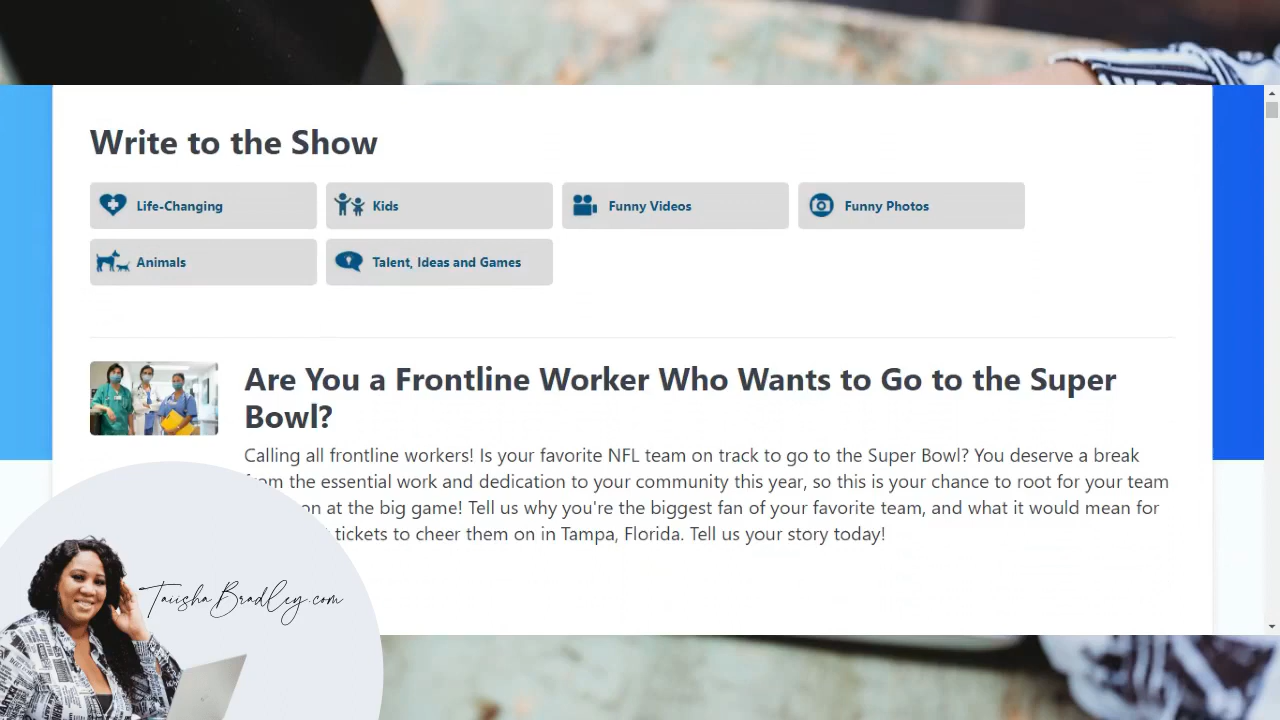 Write to the Show
Life-Changing
Kids
Funny Videos
Funny Photos
Animals
Talent, Ideas and Games
Are You a Frontline Worker Who Wants to Go to the Super
Bowl?
Calling all frontline workers! Is your favorite NFL team on track to go to the Super Bowl? You deserve a break
the essential work and dedication to your community this year, so this is your chance to root for your team
on at the big game! Tell us why you're the biggest fan of your favorite team, and what it would mean for
tickets to cheer them on in Tampa, Florida. Tell us your story today!
TaiishaBradley.com